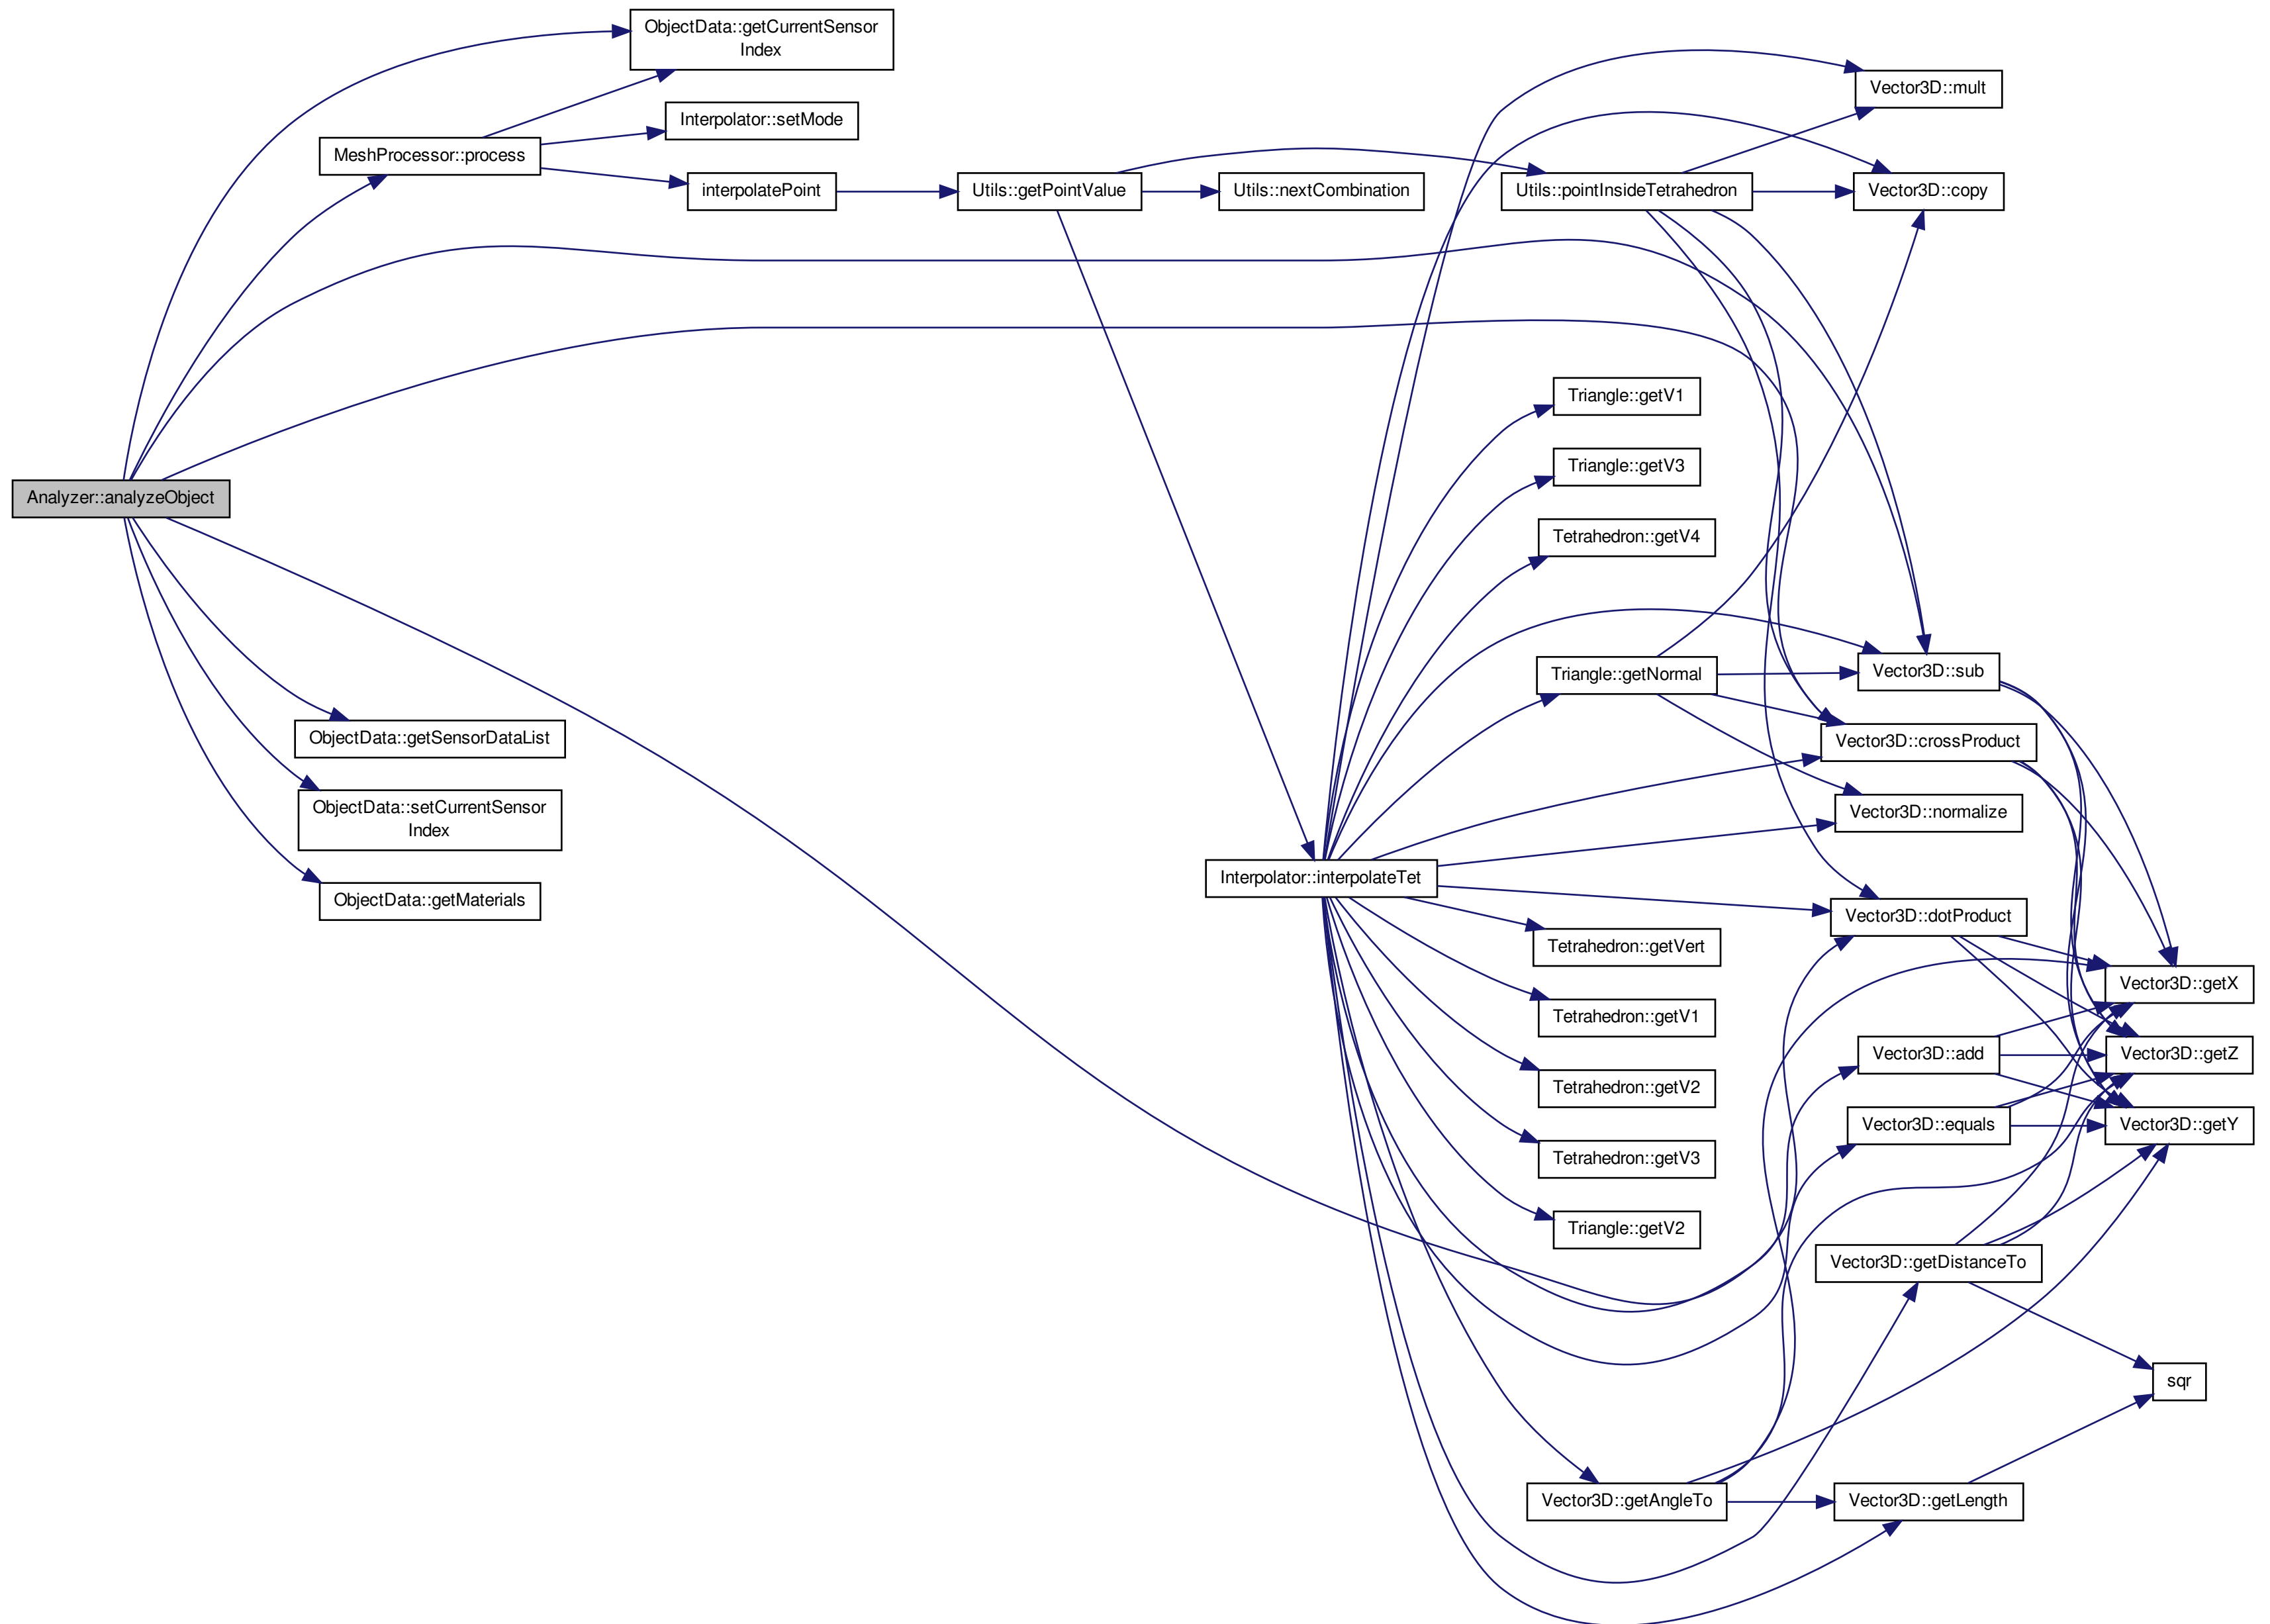 ObjectData::getCurrentSensor
Index
Vector3D::mult
Interpolator::setMode
MeshProcessor::process
interpolatePoint
Utils::getPointValue
Utils::nextCombination
Utils::pointInsideTetrahedron
Vector3D::copy
Triangle::getV1
Triangle::getV3
Analyzer::analyzeObject
Tetrahedron::getV4
Triangle::getNormal
Vector3D::sub
ObjectData::getSensorDataList
Vector3D::crossProduct
ObjectData::setCurrentSensor
Index
Vector3D::normalize
Interpolator::interpolateTet
ObjectData::getMaterials
Vector3D::dotProduct
Tetrahedron::getVert
Vector3D::getX
Tetrahedron::getV1
Vector3D::add
Vector3D::getZ
Tetrahedron::getV2
Vector3D::equals
Vector3D::getY
Tetrahedron::getV3
Triangle::getV2
Vector3D::getDistanceTo
sqr
Vector3D::getAngleTo
Vector3D::getLength